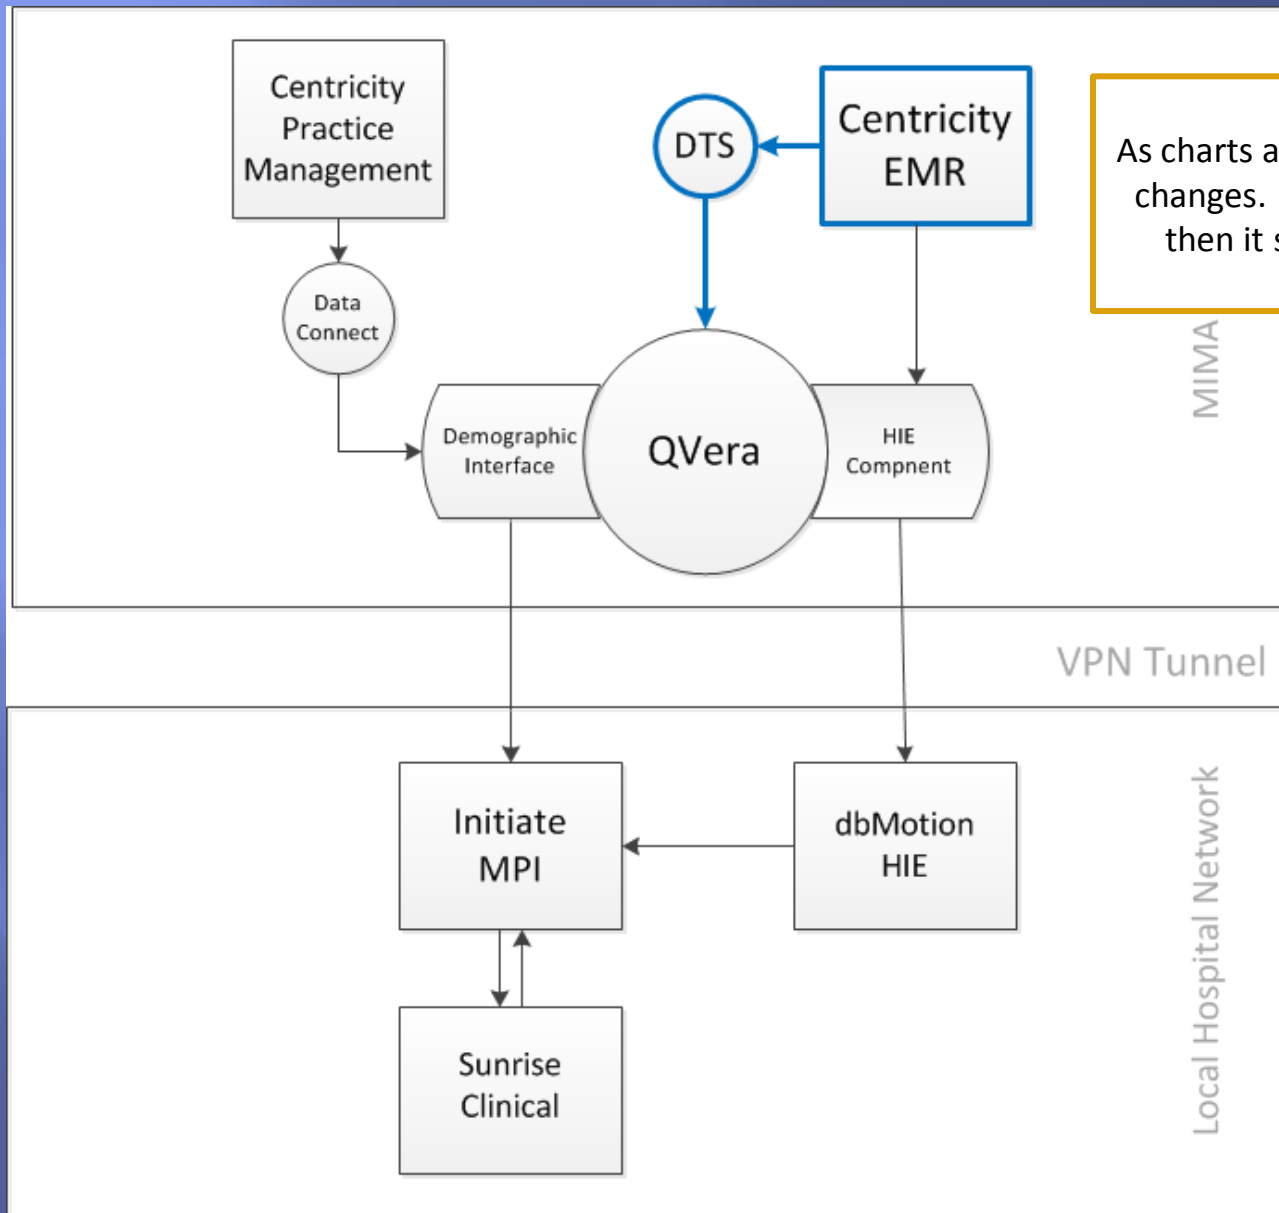 Centricity
Practice
Management
DTS
Centricity
EMR
As charts a
changes.
then it s
Data
Connect
MIMA
Demographic
Interface
QVera
HIE
Compnent
VPN Tunnel
Initiate
MPI
dbMotion
HIE
Local Hospital Network
Sunrise
Clinical